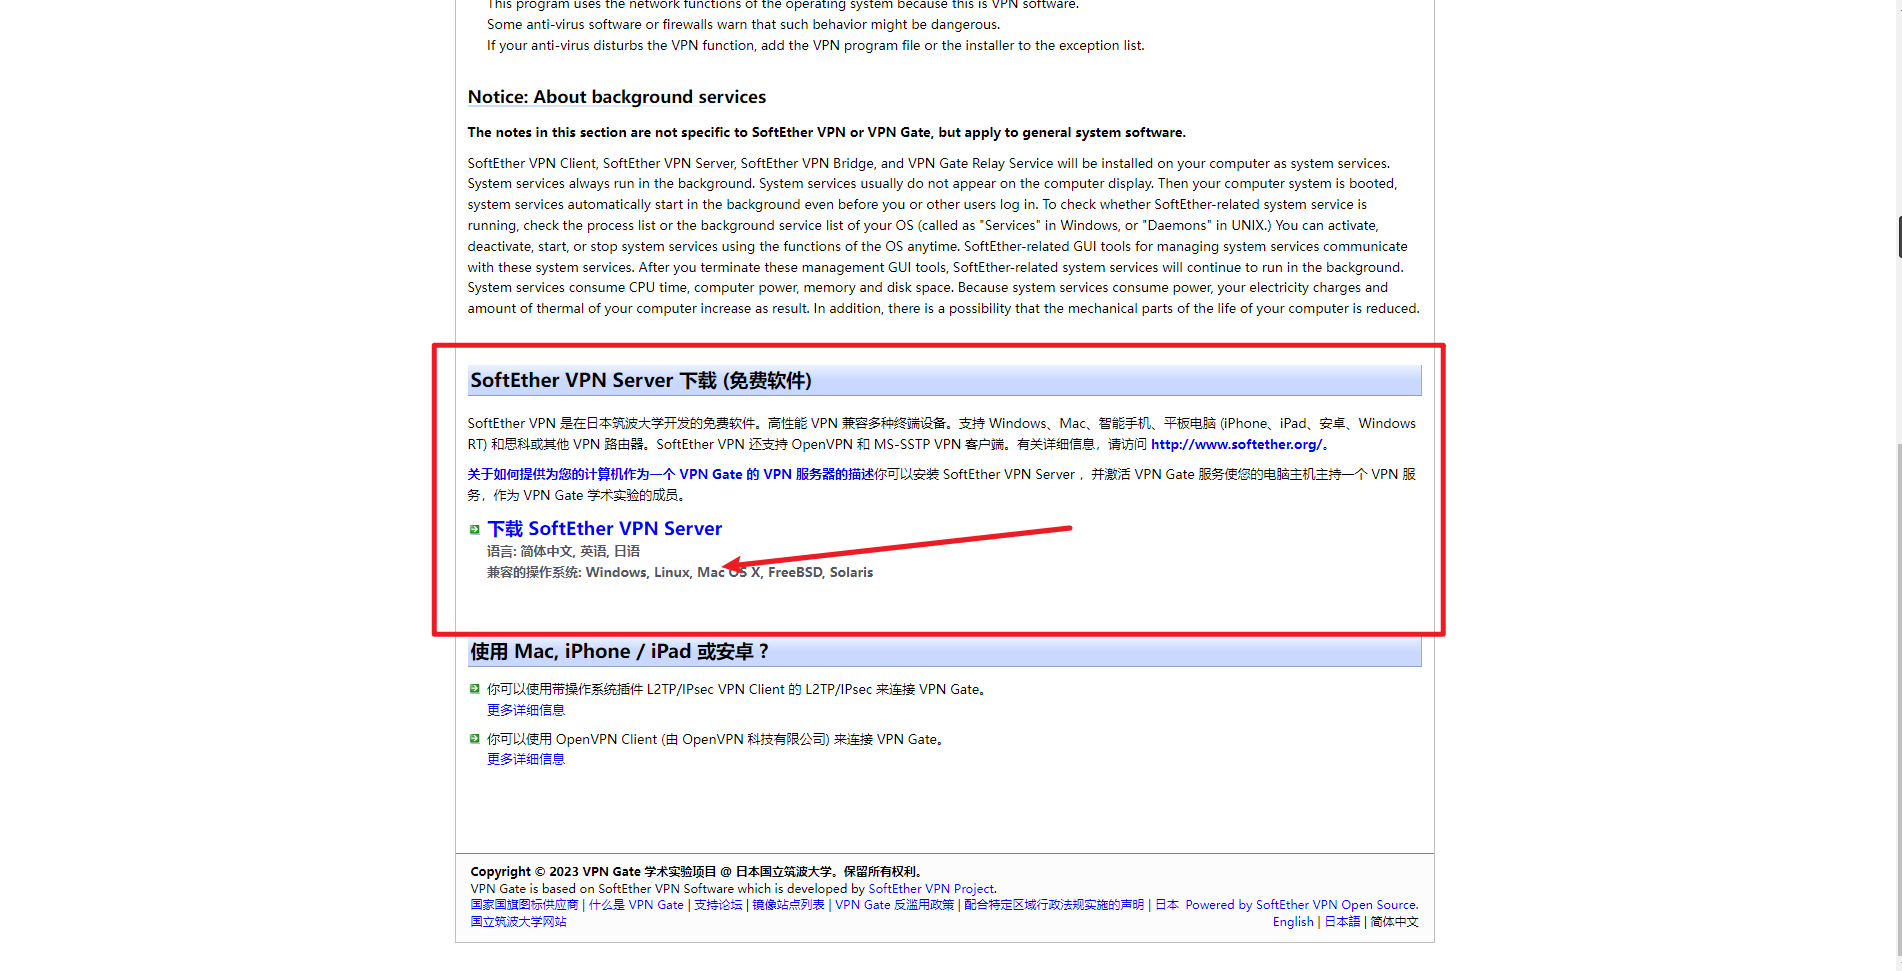 This program uses the network functions of the operating system because this is VPN software.
Some anti-virus software or firewalls warn that such behavior might be dangerous.
If your anti-virus disturbs the VPN function, add the VPN program file or the installer to the exception list.
Notice: About background services
The notes in this section are not specific to SoftEther VPN or VPN Gate, but apply to general system software.
SoftEther VPN Client, SoftEther VPN Server, SoftEther VPN Bridge, and VPN Gate Relay Service will be installed on your computer as system services.
System services always run in the background. System services usually do not appear on the computer display. Then your computer system is booted,
system services automatically start in the background even before you or other users log in. To check whether SoftEther-related system service is
running, check the process list or the background service list of your OS (called as "Services" in Windows, or "Daemons" in UNIX.) You can activate,
deactivate, start, or stop system services using the functions of the OS anytime. SoftEther-related GUI tools for managing system services communicate
with these system services. After you terminate these management GUI tools, SoftEther-related system services will continue to run in the background.
System services consume CPU time, computer power, memory and disk space. Because system services consume power, your electricity charges and
amount of thermal of your computer increase as result. In addition, there is a possibility that the mechanical parts of the life of your computer is reduced.
SoftEther VPN Server 下载 (免费软件)
SoftEther VPN 是在日本筑波大学开发的免费软件。高性能 VPN 兼容多种终端设备。支持 Windows、Mac、智能手机、平板电脑 (iPhone、iPad、安卓、Windows
RT) 和思科或其他 VPN 路由器。SoftEther VPN 还支持 OpenVPN 和 MS-SSTP VPN 客户端。有关详细信息，请访问 http://www.softether.org/。
关于如何提供为您的计算机作为一个 VPN Gate 的 VPN 服务器的描述你可以安装 SoftEther VPN Server ，并激活 VPN Gate 服务使您的电脑主机主持一个 VPN 服
务，作为 VPN Gate 学术实验的成员。
下载 SoftEther VPN Server
语言: 简体中文, 英语, 日语
兼容的操作系统: Windows, Linux, Mac OS X, FreeBSD, Solaris
使用 Mac, iPhone / iPad 或安卓 ?
你可以使用带操作系统插件 L2TP/IPsec VPN Client 的 L2TP/IPsec 来连接 VPN Gate。
更多详细信息
你可以使用 OpenVPN Client (由 OpenVPN 科技有限公司) 来连接 VPN Gate。
更多详细信息
Copyright © 2023 VPN Gate 学术实验项目 @ 日本国立筑波大学。保留所有权利。
VPN Gate is based on SoftEther VPN Software which is developed by SoftEther VPN Project.
国家国旗图标供应商 | 什么是 VPN Gate | 支持论坛 | 镜像站点列表 | VPN Gate 反滥用政策 | 配合特定区域行政法规实施的声明 | 日本 Powered by SoftEther VPN Open Source.
国立筑波大学网站 English | 日本語 | 简体中文